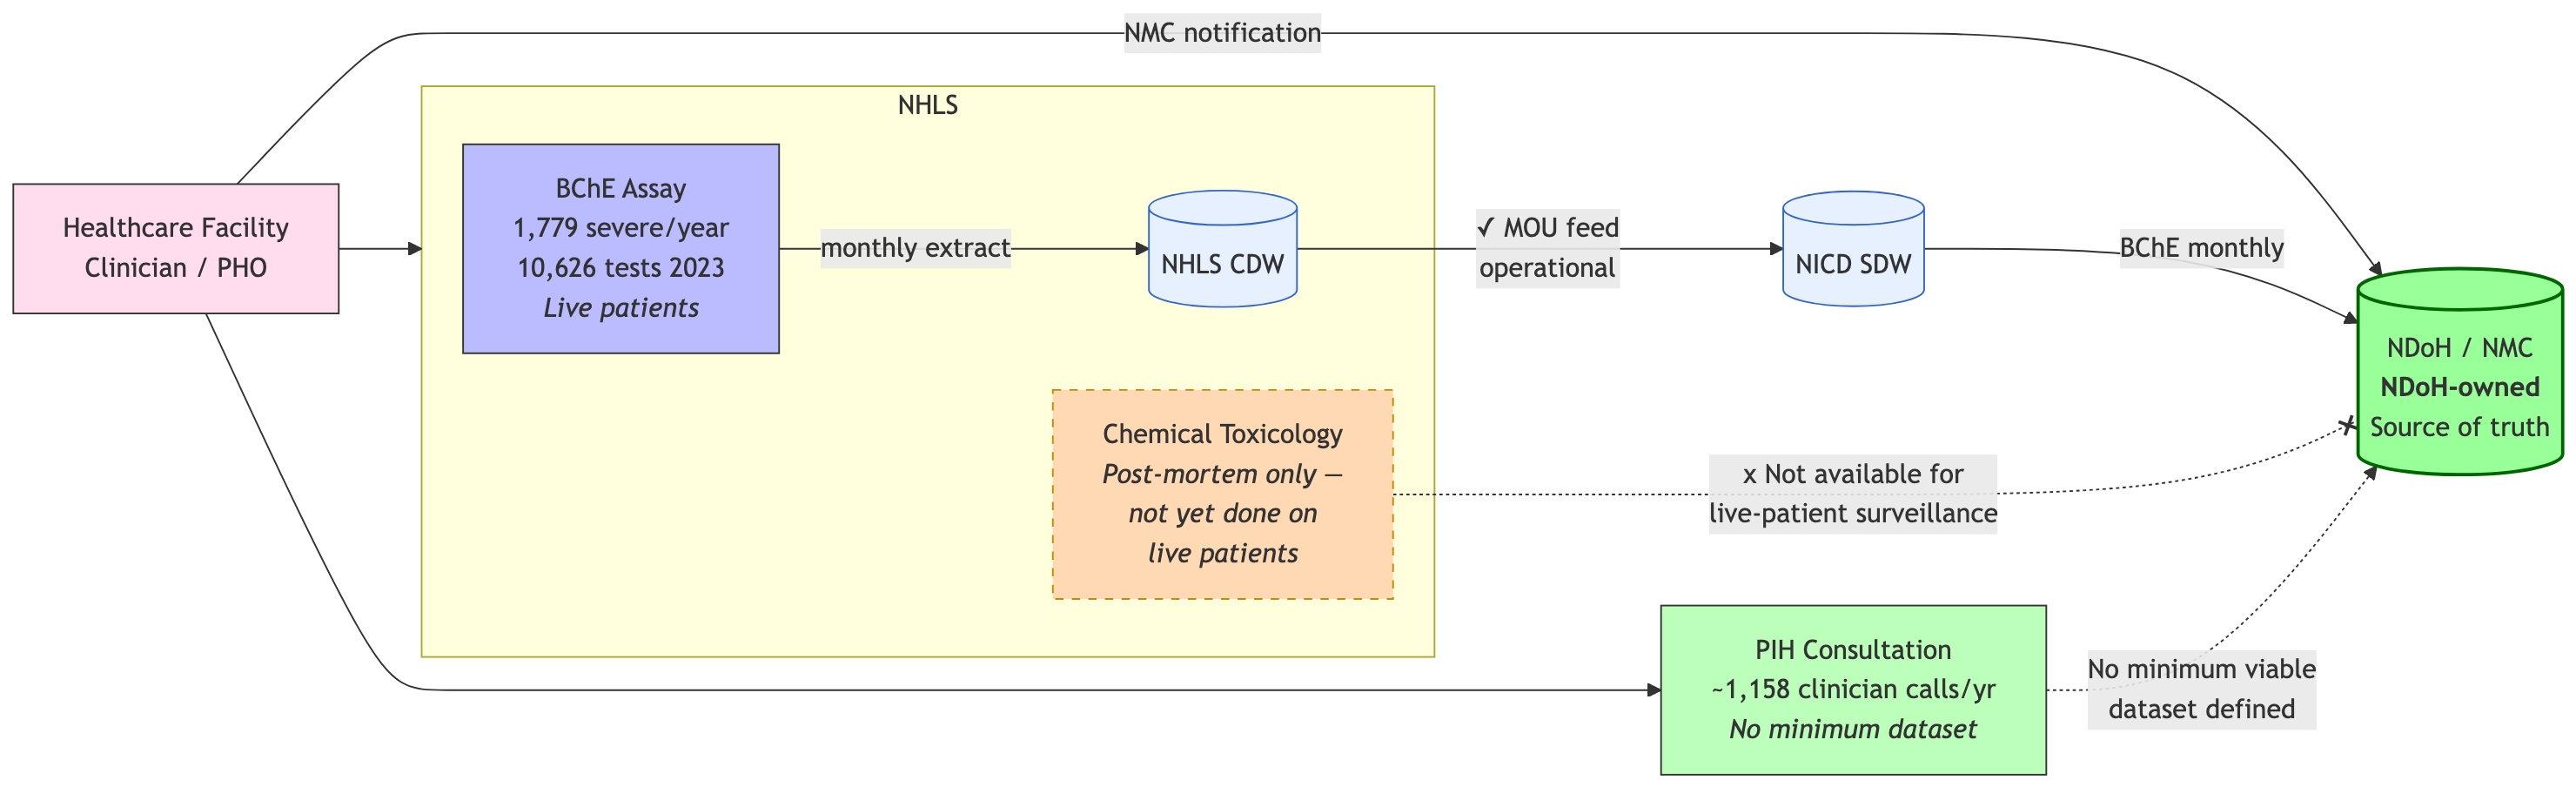 NMC notification
NHLS
Healthcare Facility
Clinician / PHO
BChE Assay
1,779 severe/year
10,626 tests 2023
Live patients
monthly extract
NHLS CDW
✓ MOU feed
operational
NICD SDW
BChE monthly
NDoH / NMC
NDoH-owned
Source of truth
Chemical Toxicology
Post-mortem only —
not yet done on
live patients
x Not available for
live-patient surveillance
PIH Consultation
~1,158 clinician calls/yr
No minimum dataset
No minimum viable
dataset defined